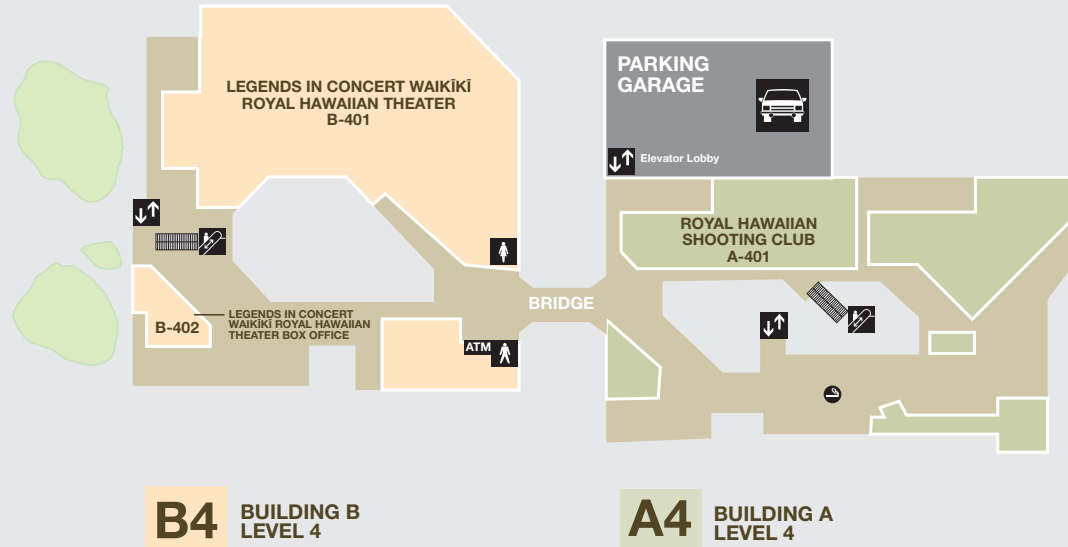 LEGENDS IN CONCERT WAIKĪKĪ
ROYAL HAWAIIAN THEATER
B-401
PARKING
GARAGE
Elevator Lobby
ROYAL HAWAIIAN
SHOOTING CLUB
A-401
BRIDGE
B-402
LEGENDS IN CONCERT
WAIKĪKĪ ROYAL HAWAIIAN
THEATER BOX OFFICE
ATM
B4
BUILDING B
LEVEL 4
A4
BUILDING A
LEVEL 4